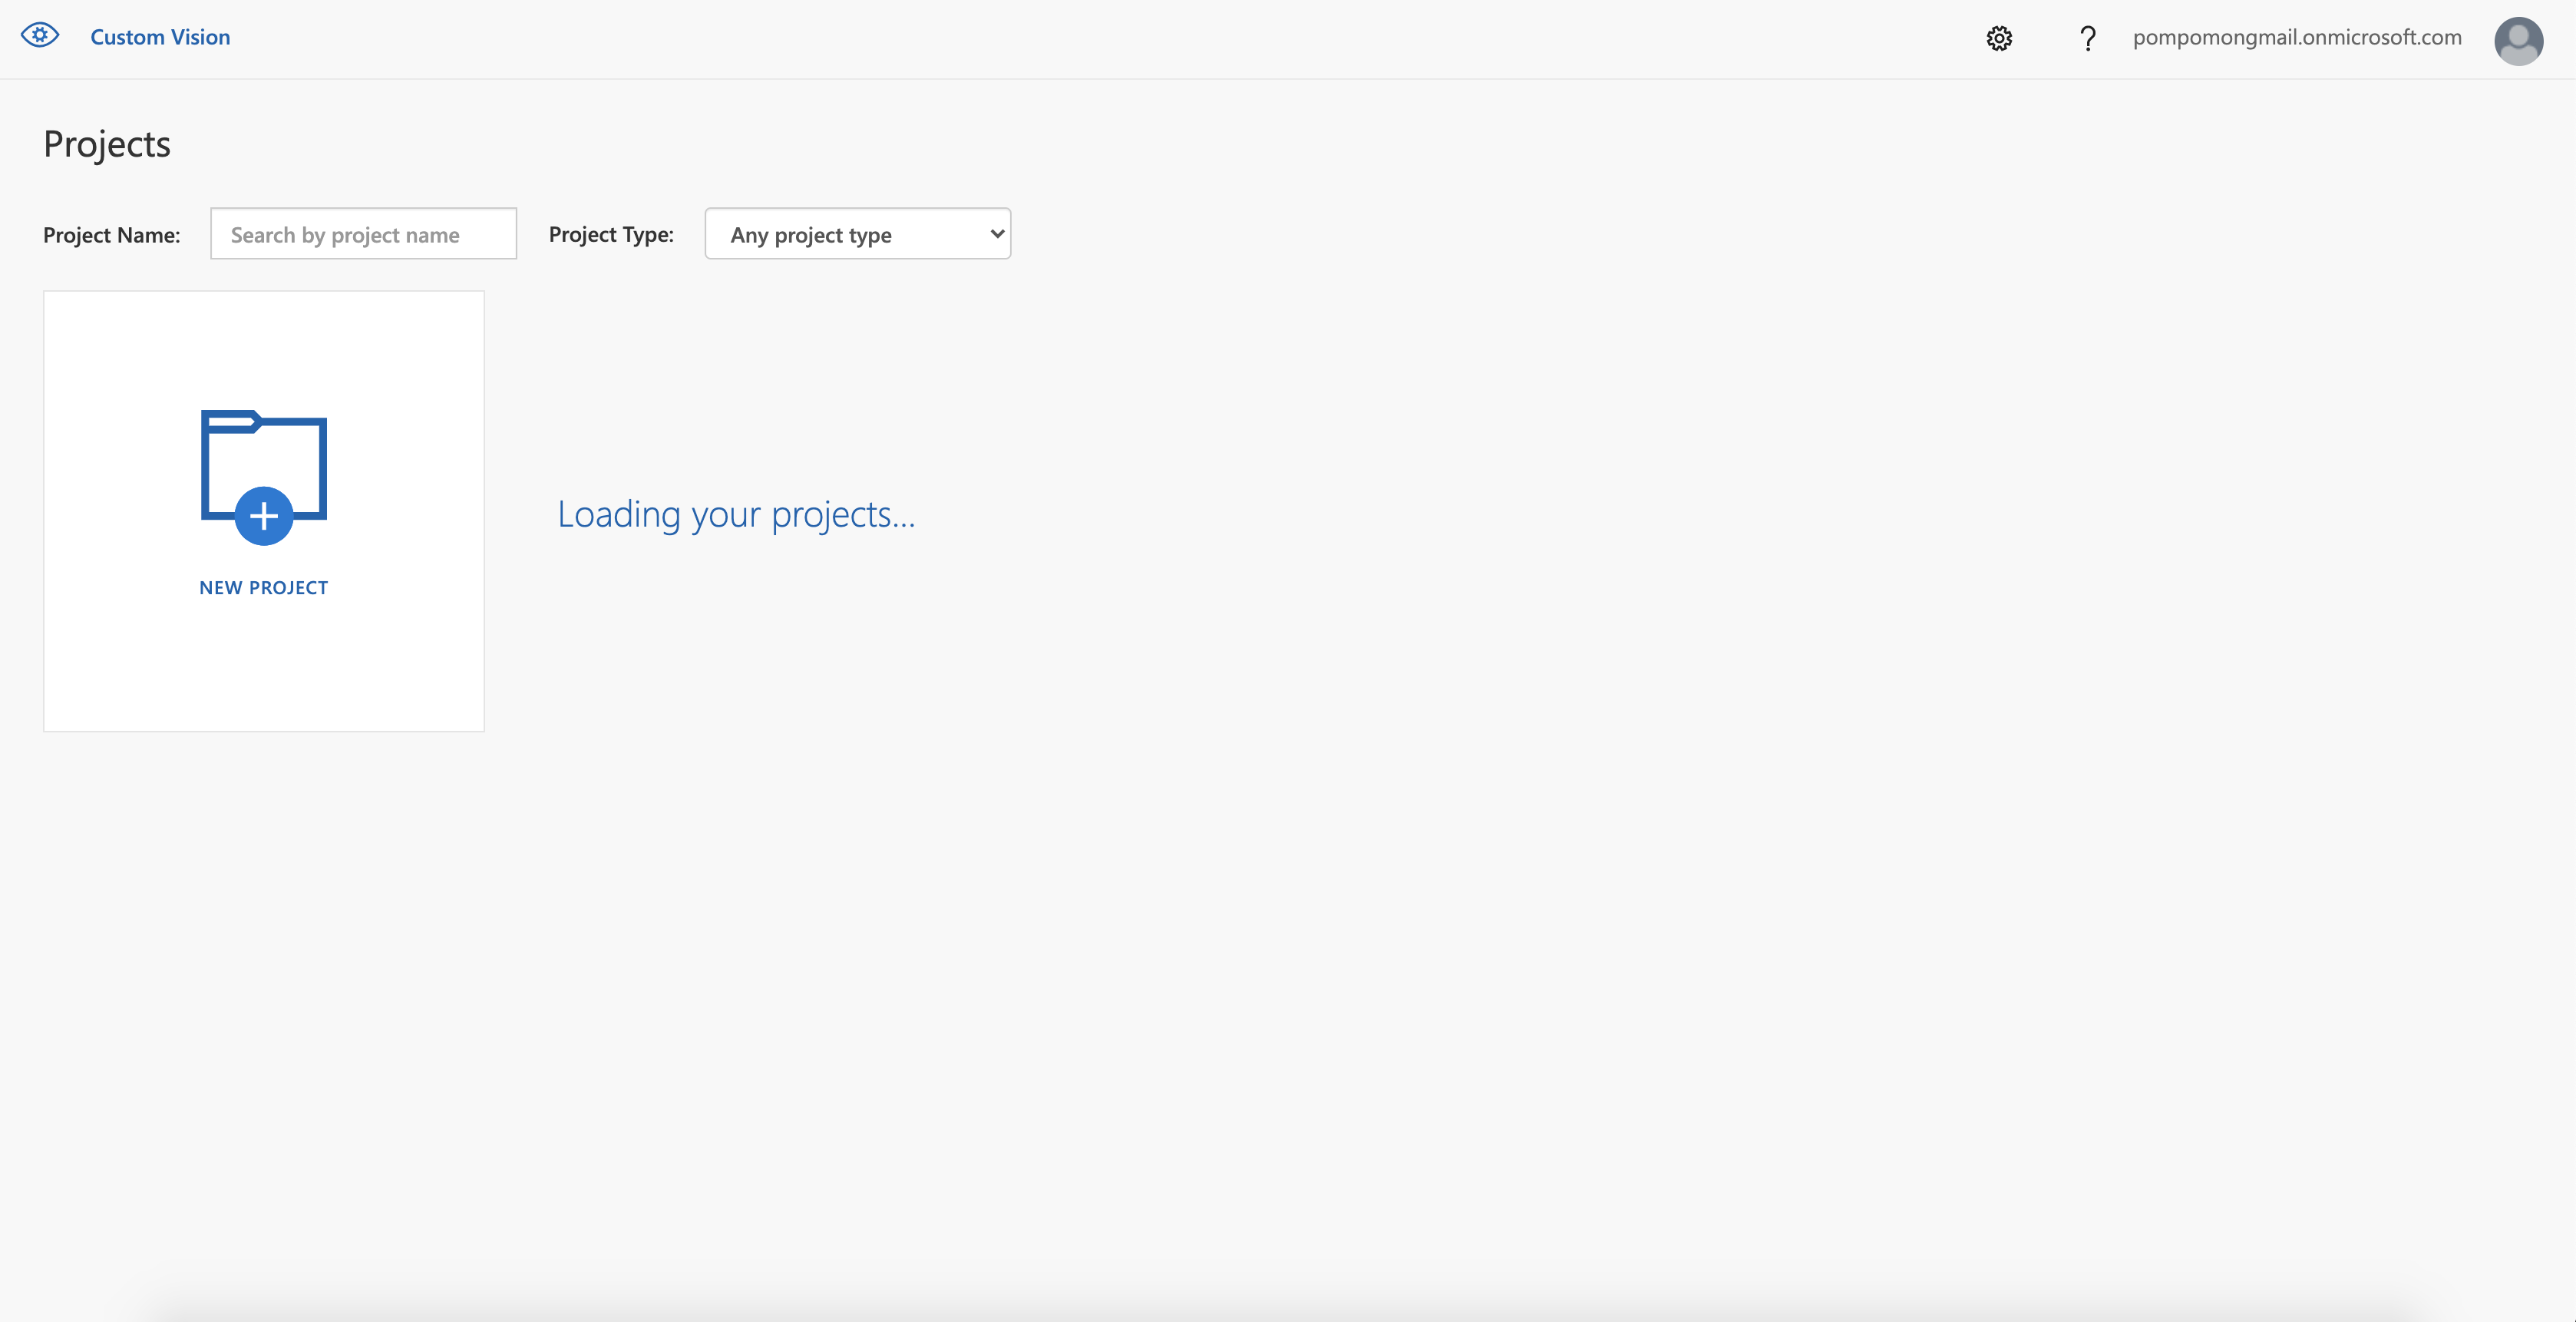 Custom Vision
? pompomongmail.onmicrosoft.com
Projects
Project Name: Search by project name Project Type: Any project type
Loading your projects...
NEW PROJECT